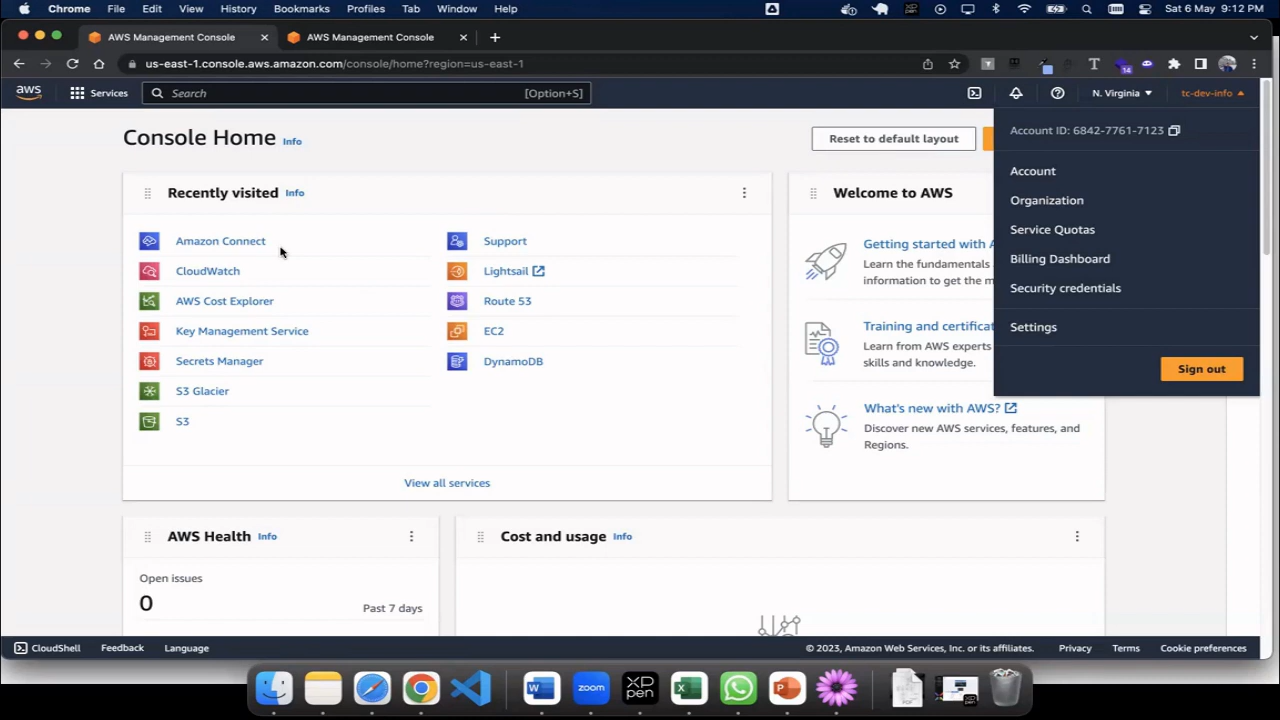 Chrome File Edit View History Bookmarks Profiles Tab Window Help Sat 6 May 9:12 PM
AWS Management Console AWS Management Console
us-east-1.console.aws.amazon.com/console/home?region=us-east-1
14
aws Services Search [Option+S] N. Virginia tc-dev-info
Console Home Info
Reset to default layout
Account ID: 6842-7761-7123
Account
Organization
Service Quotas
Billing Dashboard
Security credentials
Settings
Sign out
Recently visited Info
Amazon Connect
CloudWatch
AWS Cost Explorer
Key Management Service
Secrets Manager
S3 Glacier
S3
Support
Lightsail
Route 53
EC2
DynamoDB
View all services
Welcome to AWS
Getting started with A
Learn the fundamentals
information to get the m
Training and certificat
Learn from AWS experts
skills and knowledge.
What's new with AWS?
Discover new AWS services, features, and
Regions.
AWS Health Info
Open issues
0
Past 7 days
Cost and usage Info
CloudShell Feedback Language © 2023, Amazon Web Services, Inc. or its affiliates. Privacy Terms Cookie preferences
W zoom XP PEN X P